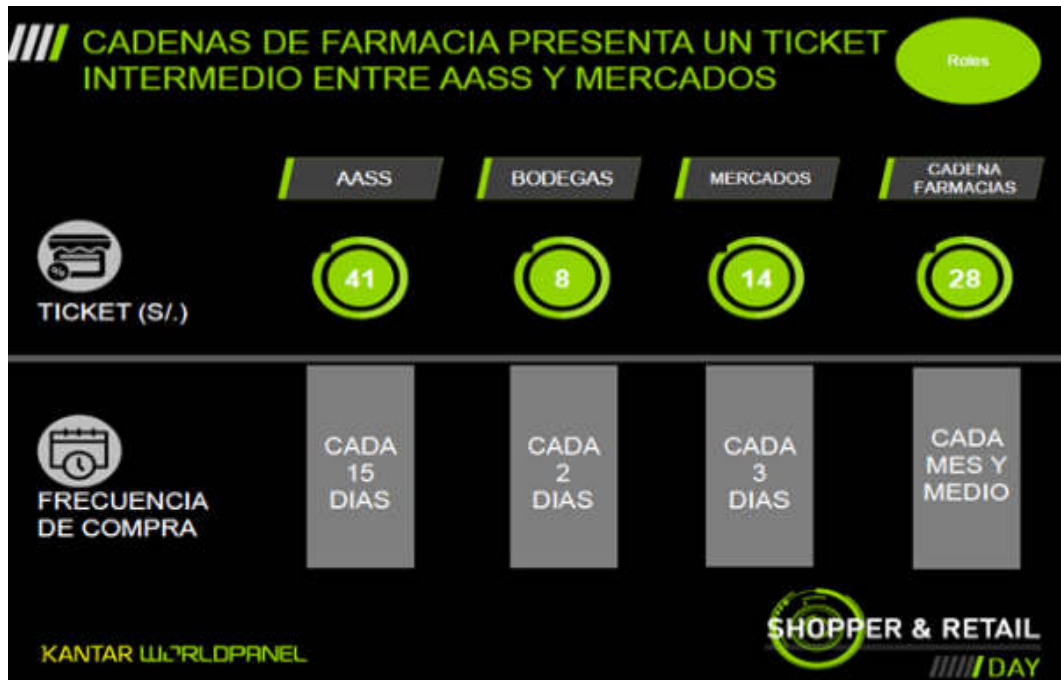 CADENAS DE FARMACIA PRESENTA UN TICKET
INTERMEDIO ENTRE AASS Y MERCADOS
Roles
AASS
BODEGAS
MERCADOS
CADENA
FARMACIAS
%
TICKET (S/.)
41
8
14
28
FRECUENCIA
DE COMPRA
CADA
15
DIAS
CADA
2
DIAS
CADA
3
DIAS
CADA
MES Y
MEDIO
KANTAR WORLDPANEL
SHOPPER & RETAIL
DAY